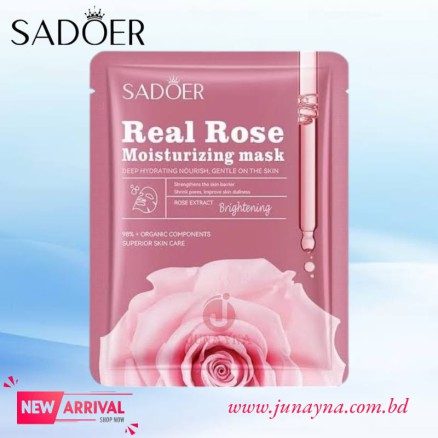 SADOER
SADOER
Real Rose
Moisturizing mask
DEEP HYDRATING NOURISH, GENTLE ON THE SKIN
Strengthens the skin barrier
Shrink pores, Improve skin dullness
ROSE EXTRACT
Brightening
99% + ORGANIC COMPONENTS
SUPERIOR SKIN CARE
JUNAYNA
NEW ARRIVAL
SHOP NOW
www.junayna.com.bd